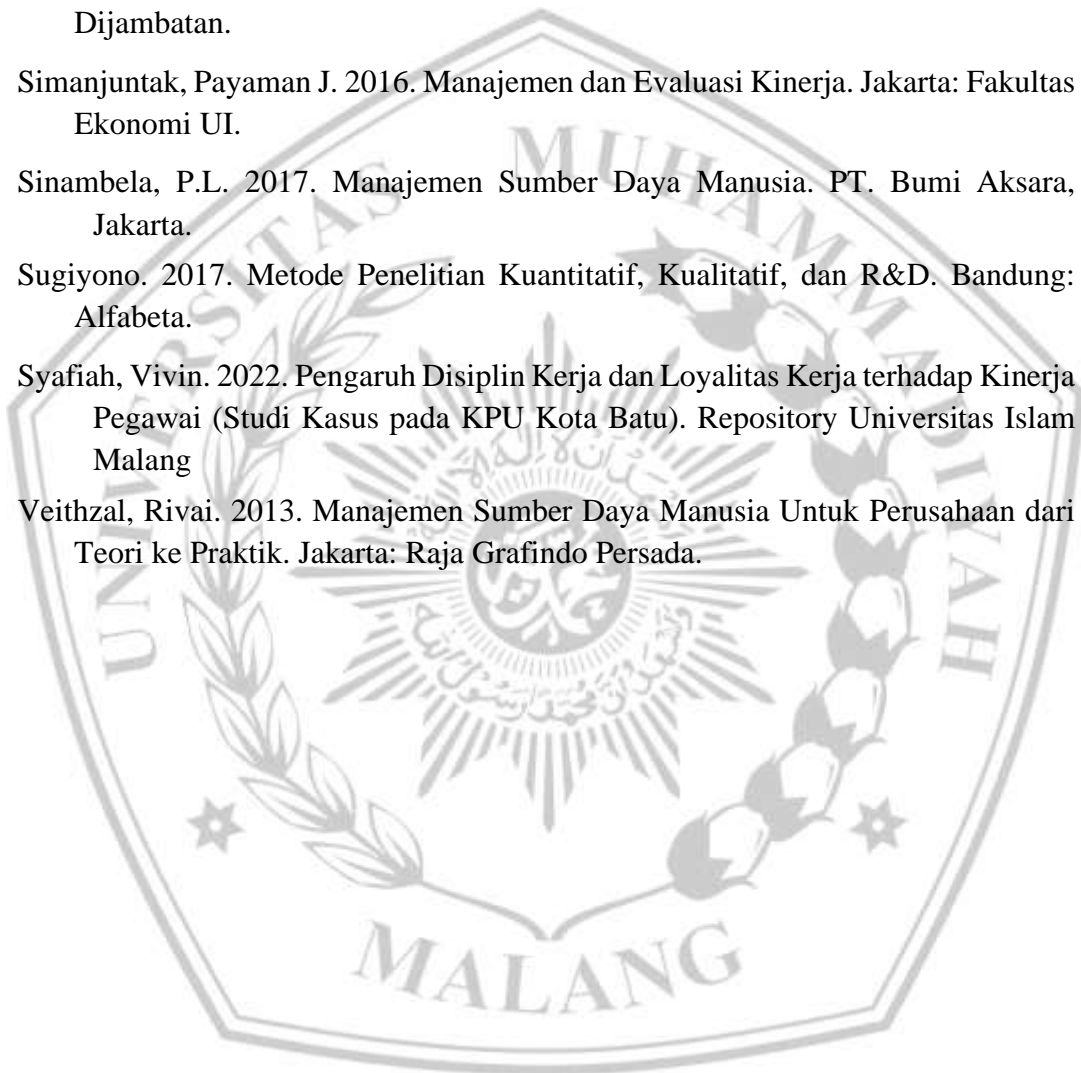 Dijambatan.
Simanjuntak, Payaman J. 2016. Manajemen dan Evaluasi Kinerja. Jakarta: Fakultas
Ekonomi UI.
Sinambela, P.L. 2017. Manajemen Sumber Daya Manusia. PT. Bumi Aksara,
Jakarta.
Sugiyono. 2017. Metode Penelitian Kuantitatif, Kualitatif, dan R&D. Bandung:
Alfabeta.
Syafiah, Vivin. 2022. Pengaruh Disiplin Kerja dan Loyalitas Kerja terhadap Kinerja
Pegawai (Studi Kasus pada KPU Kota Batu). Repository Universitas Islam
Malang
Veithzal, Rivai. 2013. Manajemen Sumber Daya Manusia Untuk Perusahaan dari
Teori ke Praktik. Jakarta: Raja Grafindo Persada.
UNIVERSITAS MUHAMMADIYAH
MALANG